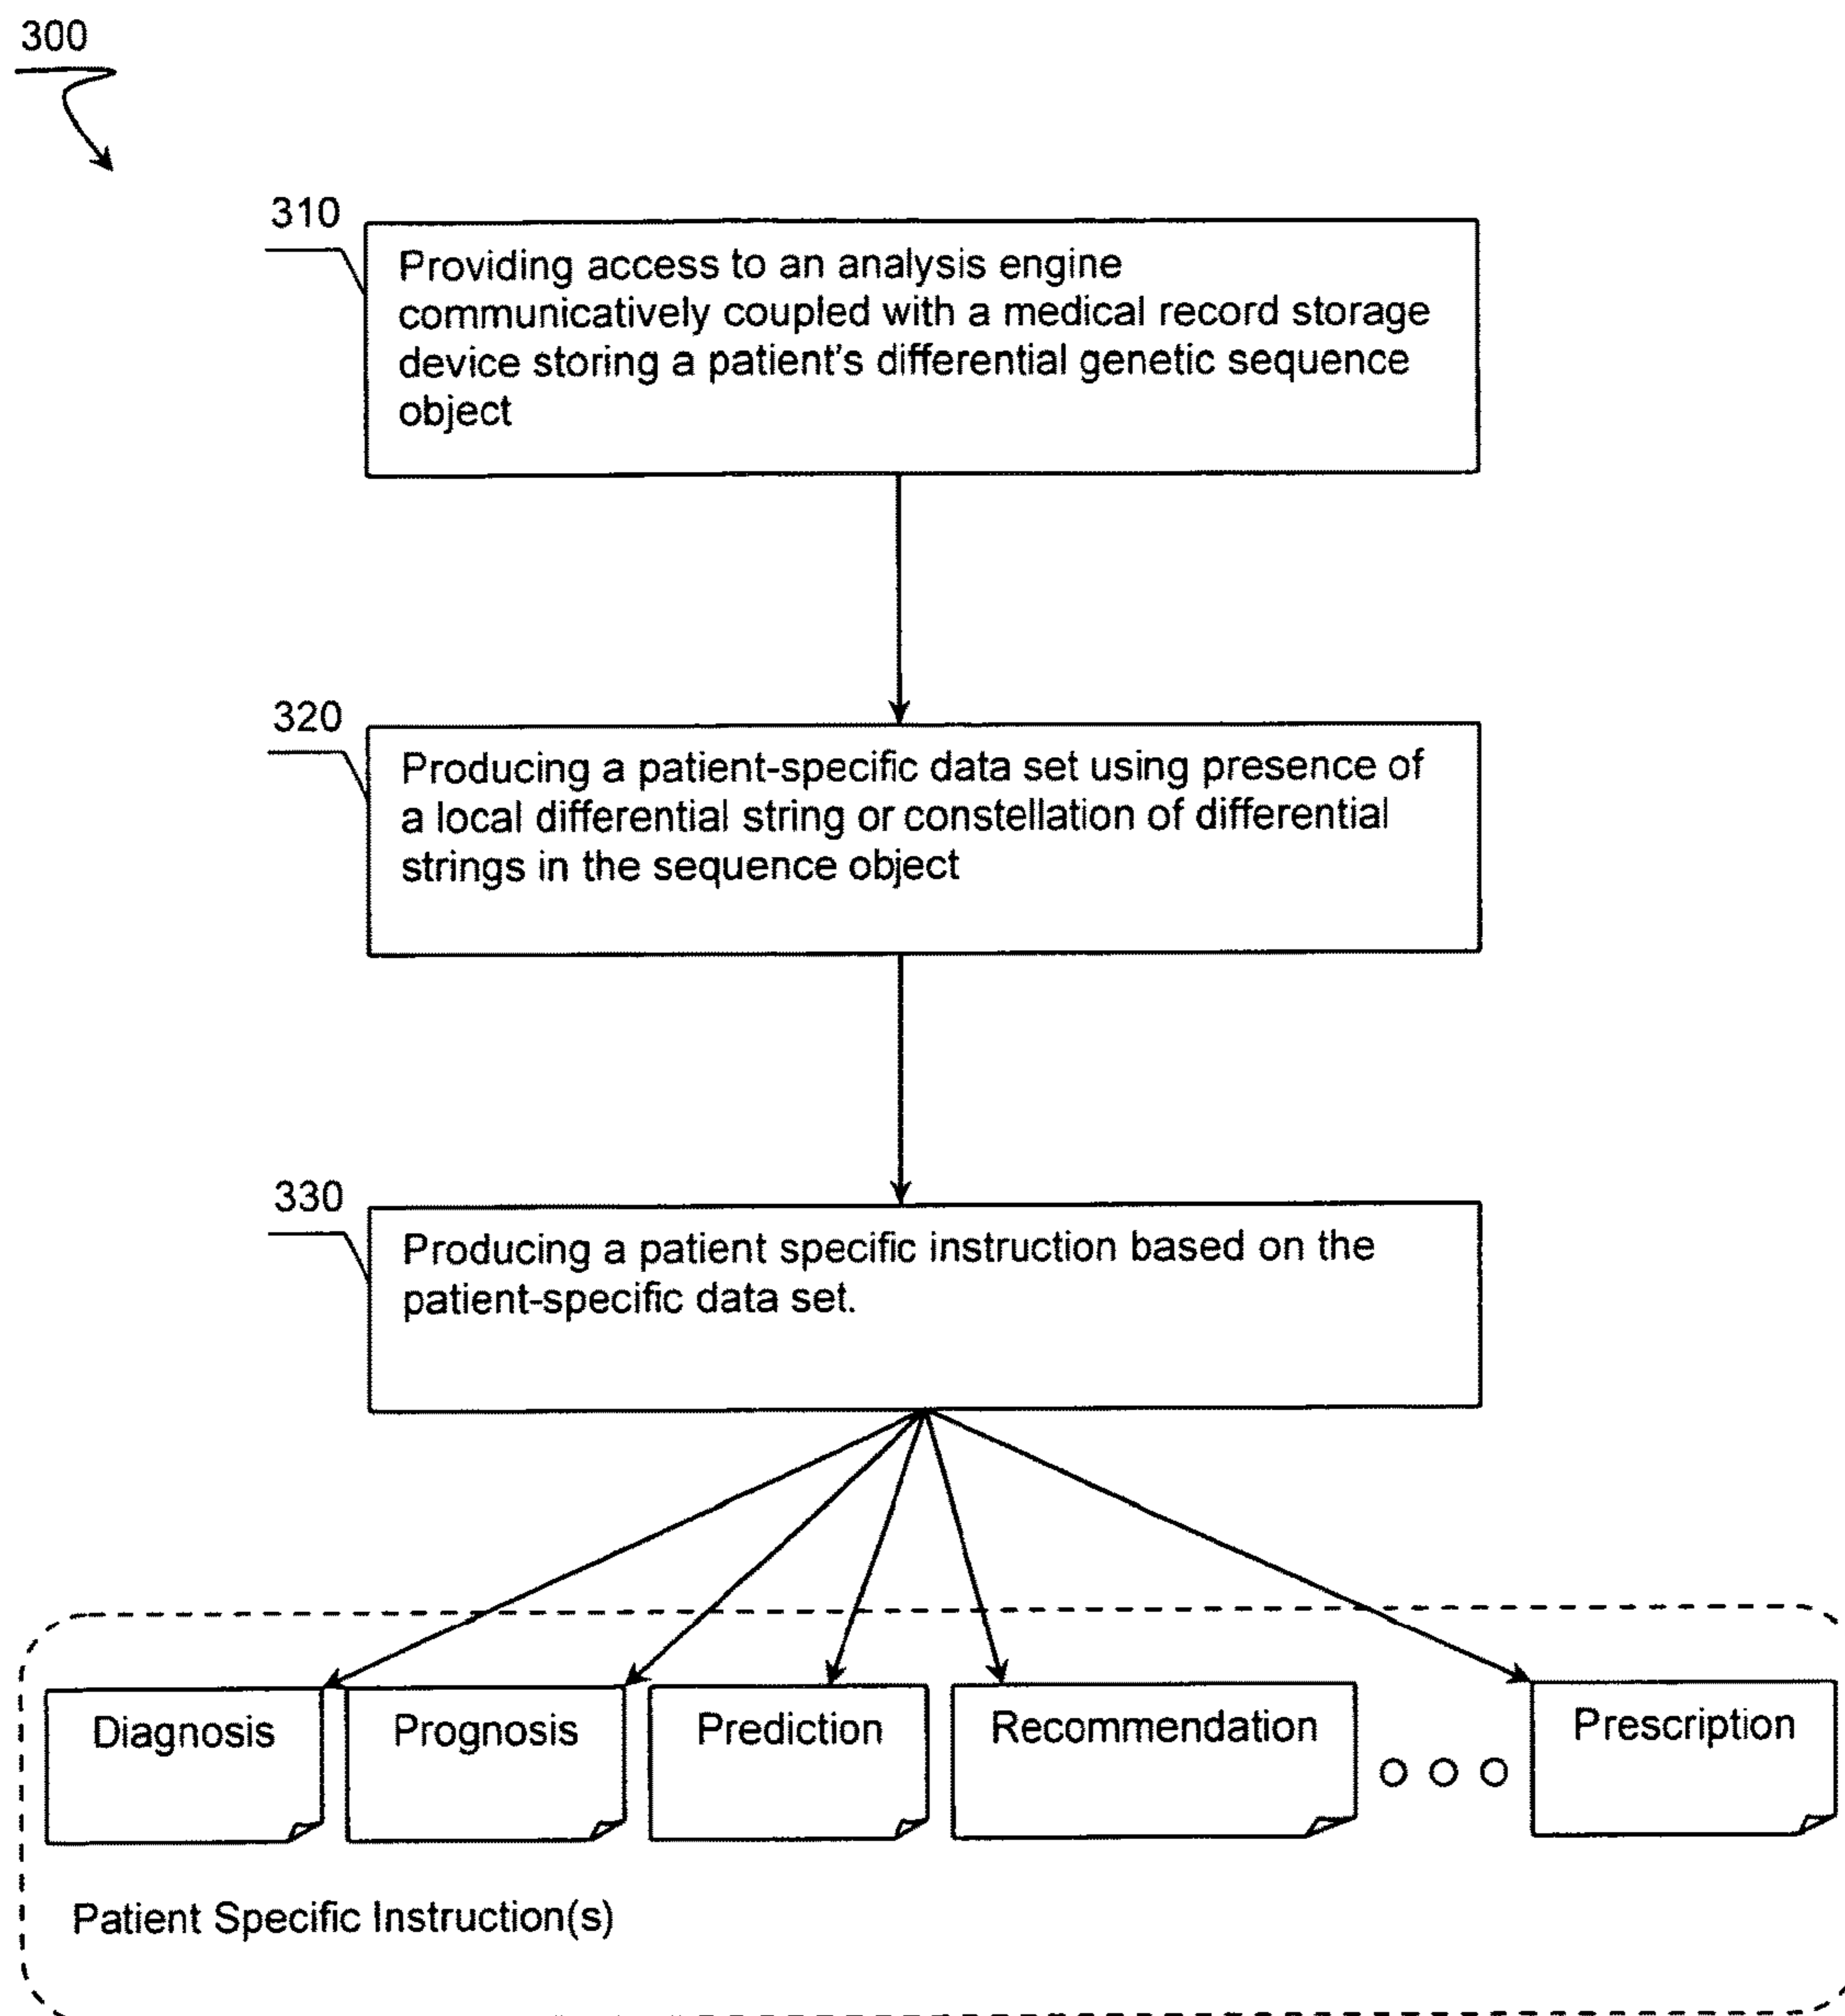 300
310
Providing access to an analysis engine
communicatively coupled with a medical record storage
device storing a patient's differential genetic sequence
object
320
Producing a patient-specific data set using presence of
a local differential string or constellation of differential
strings in the sequence object
330
Producing a patient specific instruction based on the
patient-specific data set.
Diagnosis
Prognosis
Prediction
Recommendation
Prescription
Patient Specific Instruction(s)